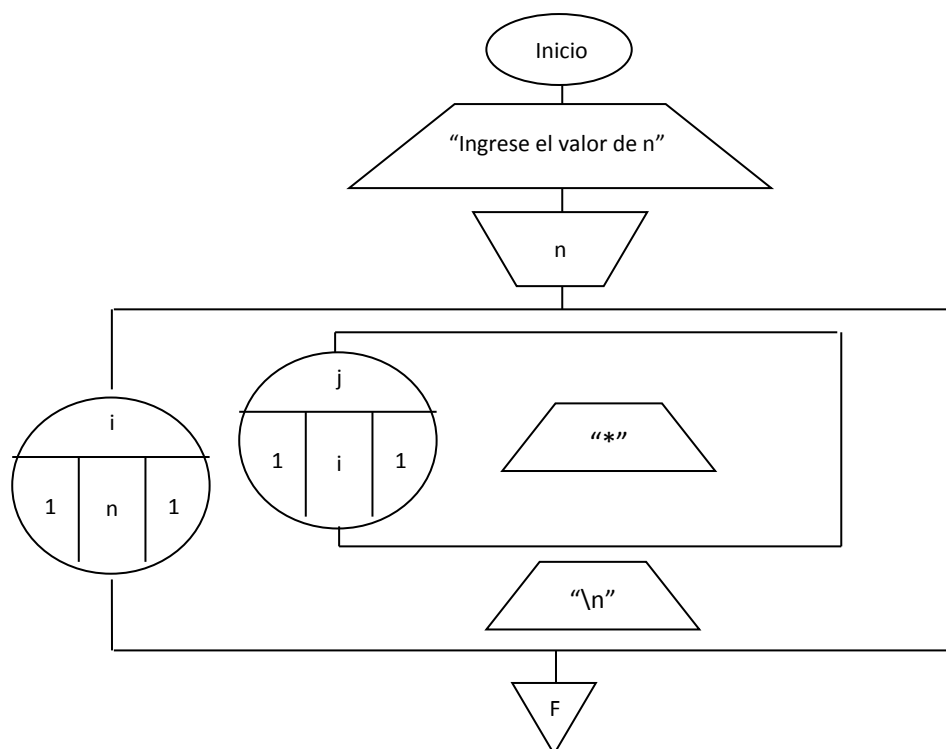 Inicio
“Ingrese el valor de n”
n
j
1 i 1
“*”
i
1 n 1
“\n”
F